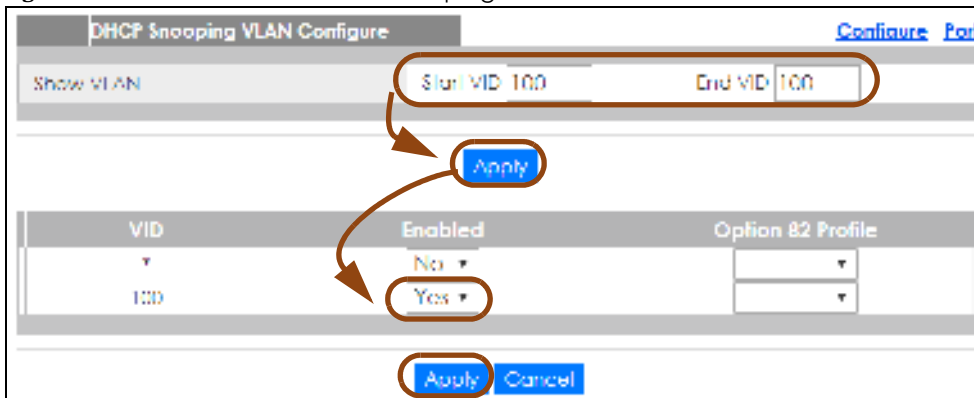 DHCP Snooping VLAN Configure Configure
Show VLAN Start VID 100 End VID 100
Apply
VID Enabled Option 82 Profile
* No
100 Yes
Apply Cancel